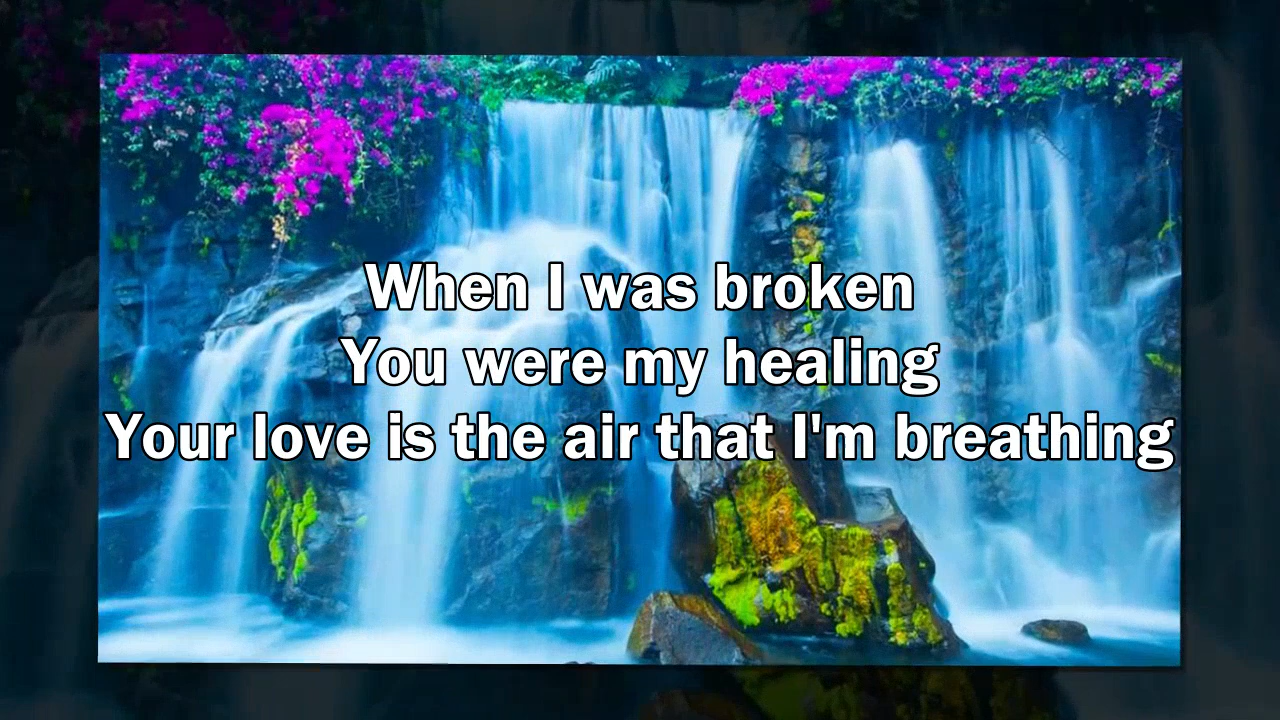 When I was broken
You were my healing
Your love is the air that I'm breathing